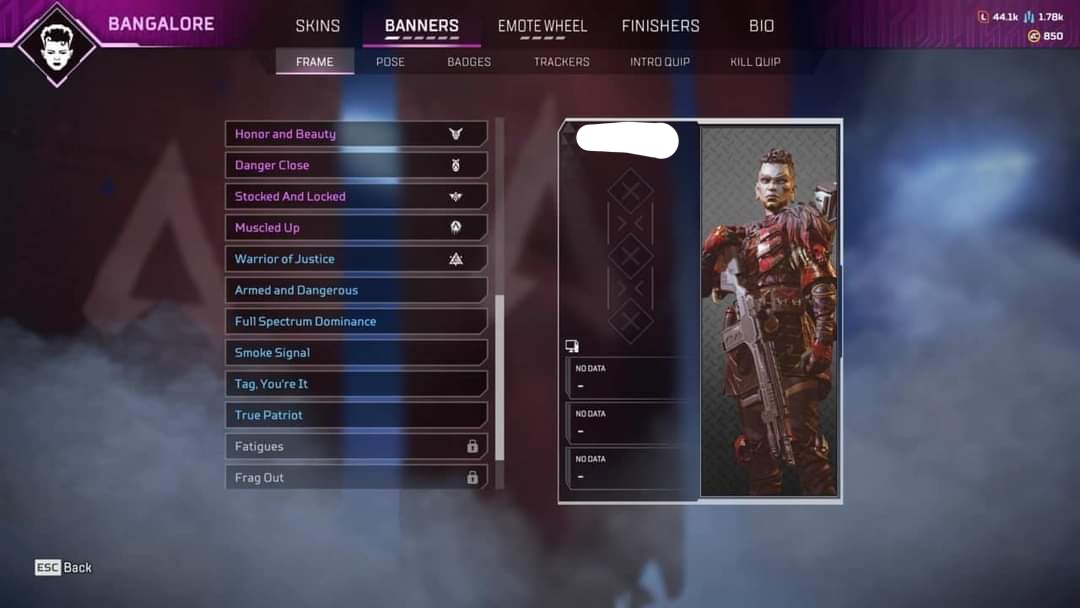 BANGALORE
SKINS
BANNERS
EMOTE WHEEL
FINISHERS
BIO
L 44.1k 1.78k
850
FRAME
POSE
BADGES
TRACKERS
INTRO QUIP
KILL QUIP
Honor and Beauty
Danger Close
Stocked And Locked
Muscled Up
Warrior of Justice
Armed and Dangerous
Full Spectrum Dominance
Smoke Signal
Tag, You're It
True Patriot
Fatigues
Frag Out
NO DATA
–
NO DATA
–
NO DATA
–
ESC Back